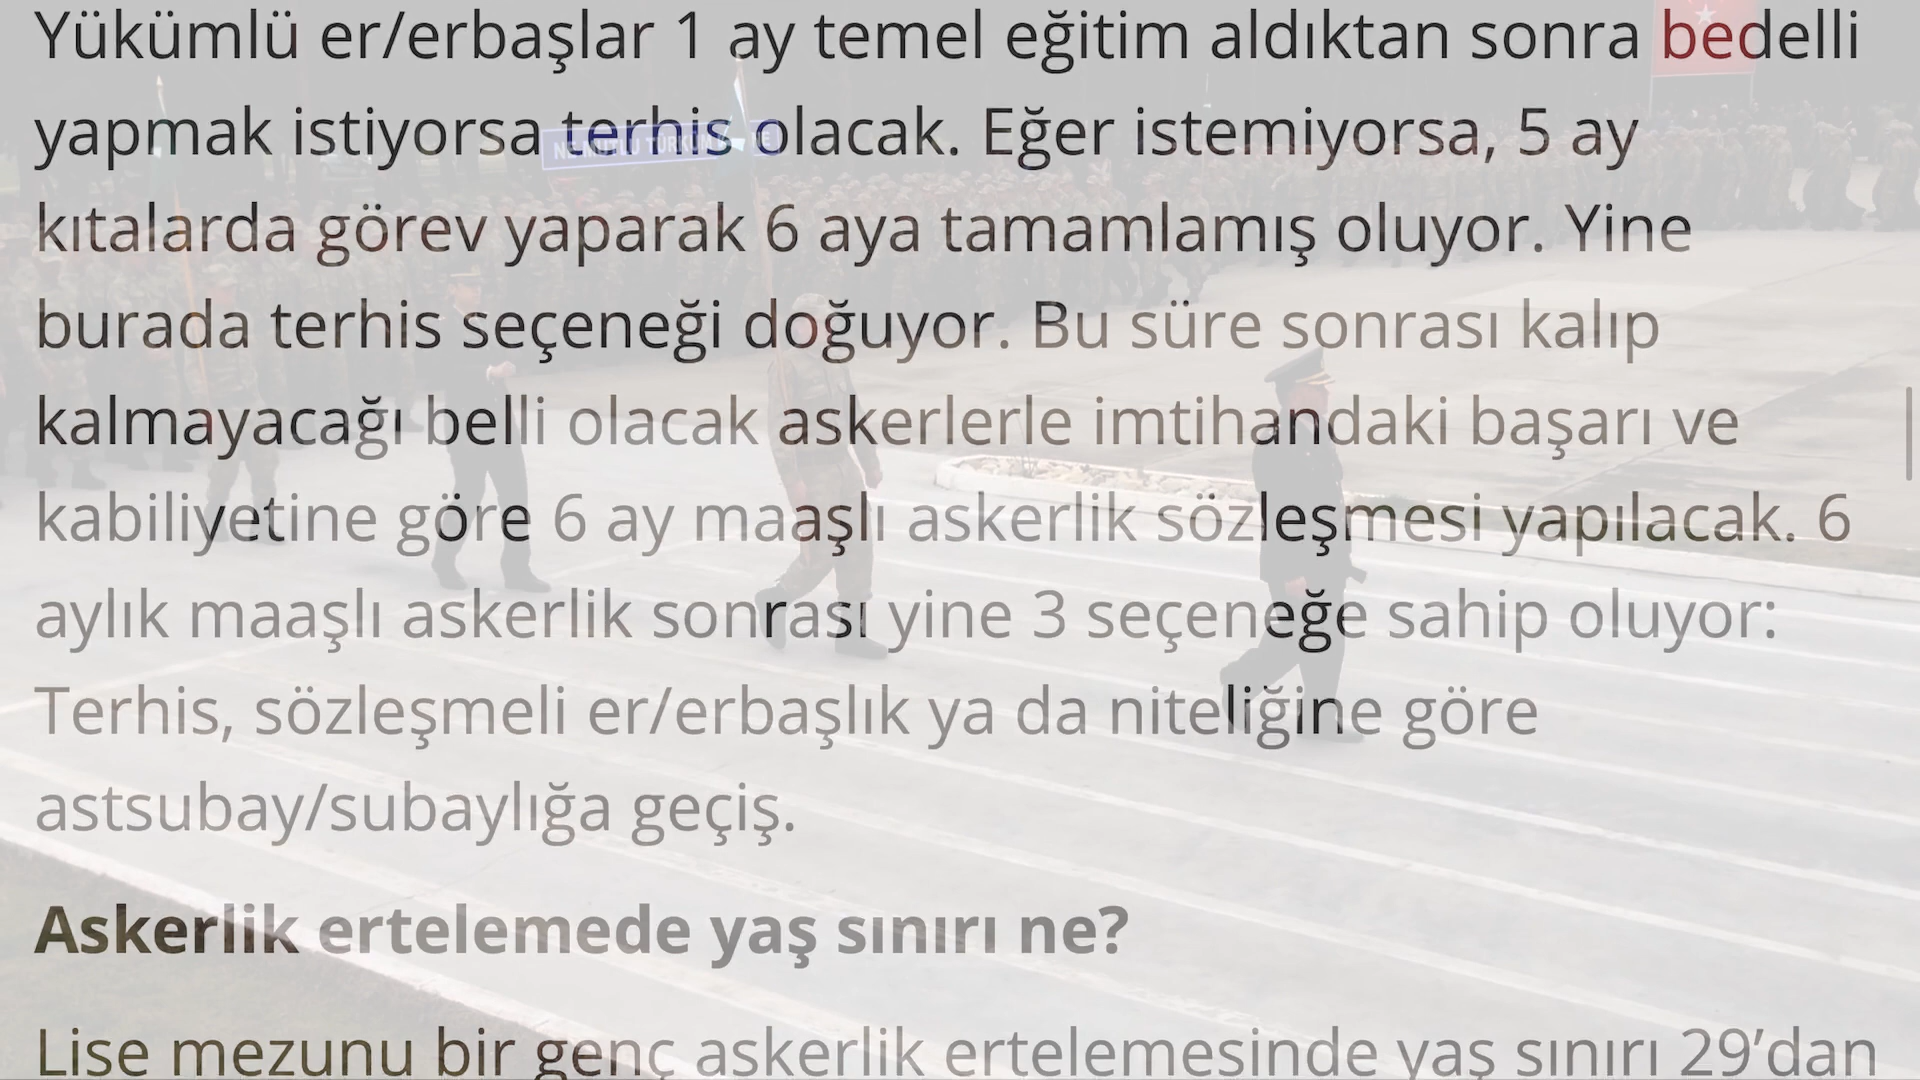 Yükümlü er/erbaşlar 1 ay temel eğitim aldıktan sonra bedelli
yapmak istiyorsa terhis olacak. Eğer istemiyorsa, 5 ay
NE MUTLU TÜRKÜM
kıtalarda görev yaparak 6 aya tamamlamış oluyor. Yine
burada terhis seçeneği doğuyor. Bu süre sonrası kalıp
kalmayacağı belli olacak askerlerle imtihandaki başarı ve
kabiliyetine göre 6 ay maaşlı askerlik sözleşmesi yapılacak. 6
aylık maaşlı askerlik sonrası yine 3 seçeneğe sahip oluyor:
Terhis, sözleşmeli er/erbaşlık ya da niteliğine göre
astsubay/subaylığa geçiş.
Askerlik ertelemede yaş sınırı ne?
Lise mezunu bir genç askerlik ertelemesinde yaş sınırı 29’dan